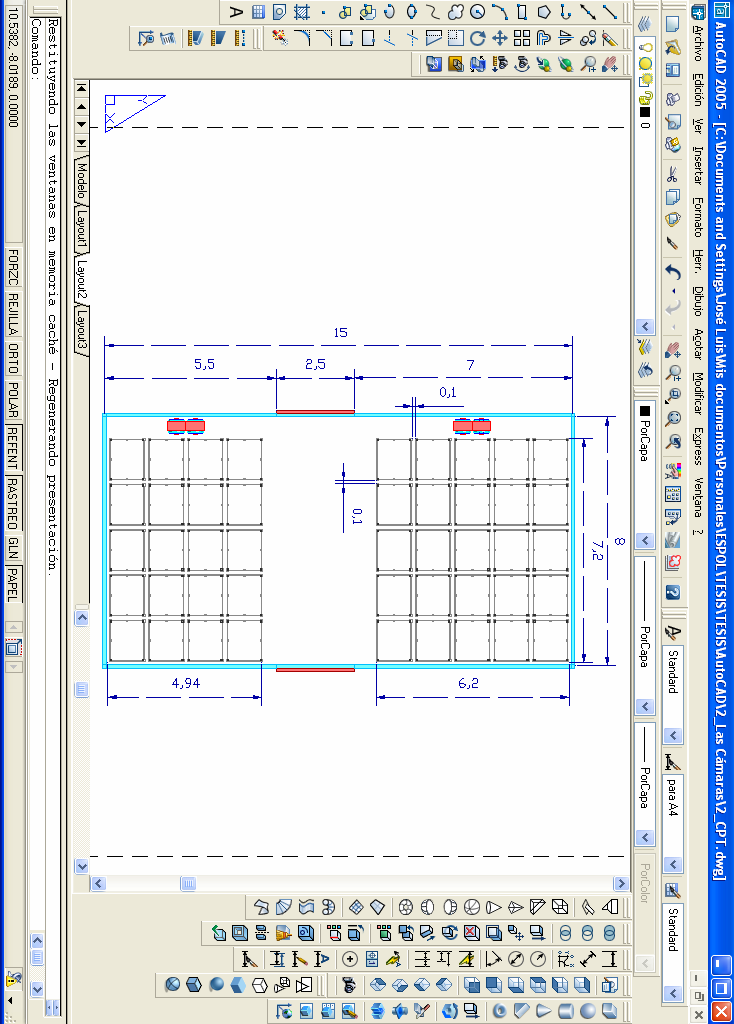 AutoCAD 2005 - [C:\Documents and Settings\José Luis\Mis documentos\Personales\ESPOL\TESIS\TESIS\AutoCAD\2_Las Cámaras\2_CPT.dwg]
Archivo Edición Ver Insertar Formato Herr. Dibujo Acotar Modificar Express Ventana ?
Standard para A4 Standard
0 PorCapa PorCapa PorCapa PorColor
8
7,2
15
5,5 2,5 7
0,1
0,1
4,94 6,2
X
Y
Modelo Layout1 Layout2 Layout3
Restituyendo las ventanas en memoria caché - Regenerando presentación.
Comando:
10.5382, -8.0189, 0.0000 FORZC REJILLA ORTO POLAR REFENT RASTREO GLN PAPEL